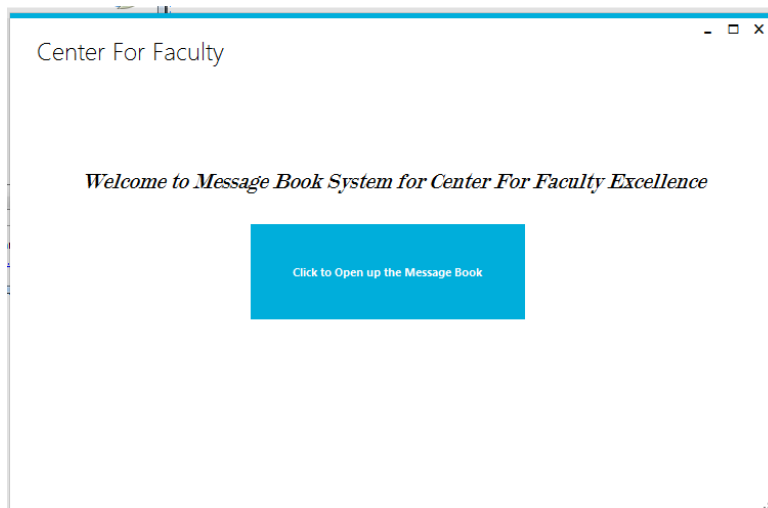 Center For Faculty
Welcome to Message Book System for Center For Faculty Excellence
Click to Open up the Message Book